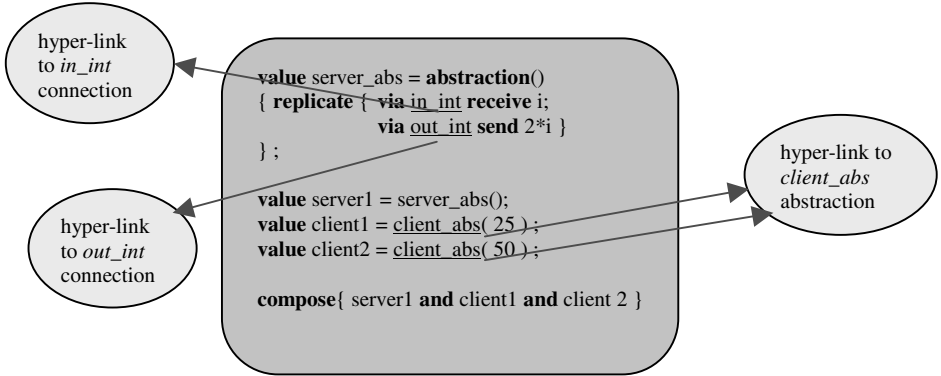 hyper-link
to in_int
connection
value server_abs = abstraction()
{ replicate { via in_int receive i;
via out_int send 2*i }
} ;
hyper-link
to out_int
connection
value server1 = server_abs();
value client1 = client_abs( 25 ) ;
value client2 = client_abs( 50 ) ;
compose{ server1 and client1 and client 2 }
hyper-link to
client_abs
abstraction